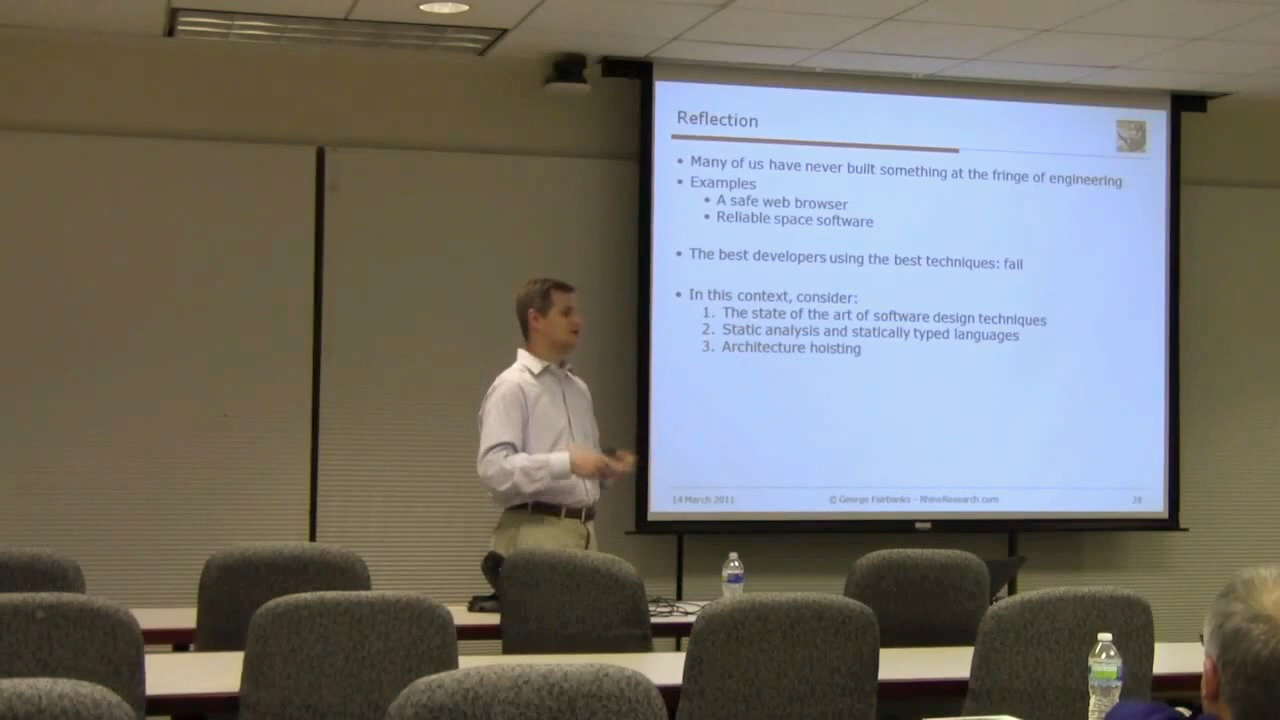 Reflection
• Many of us have never built something at the fringe of engineering
• Examples
• A safe web browser
• Reliable space software
• The best developers using the best techniques: fail
• In this context, consider:
1. The state of the art of software design techniques
2. Static analysis and statically typed languages
3. Architecture hoisting
14 March 2011 © George Fairbanks – RhinoResearch.com 28